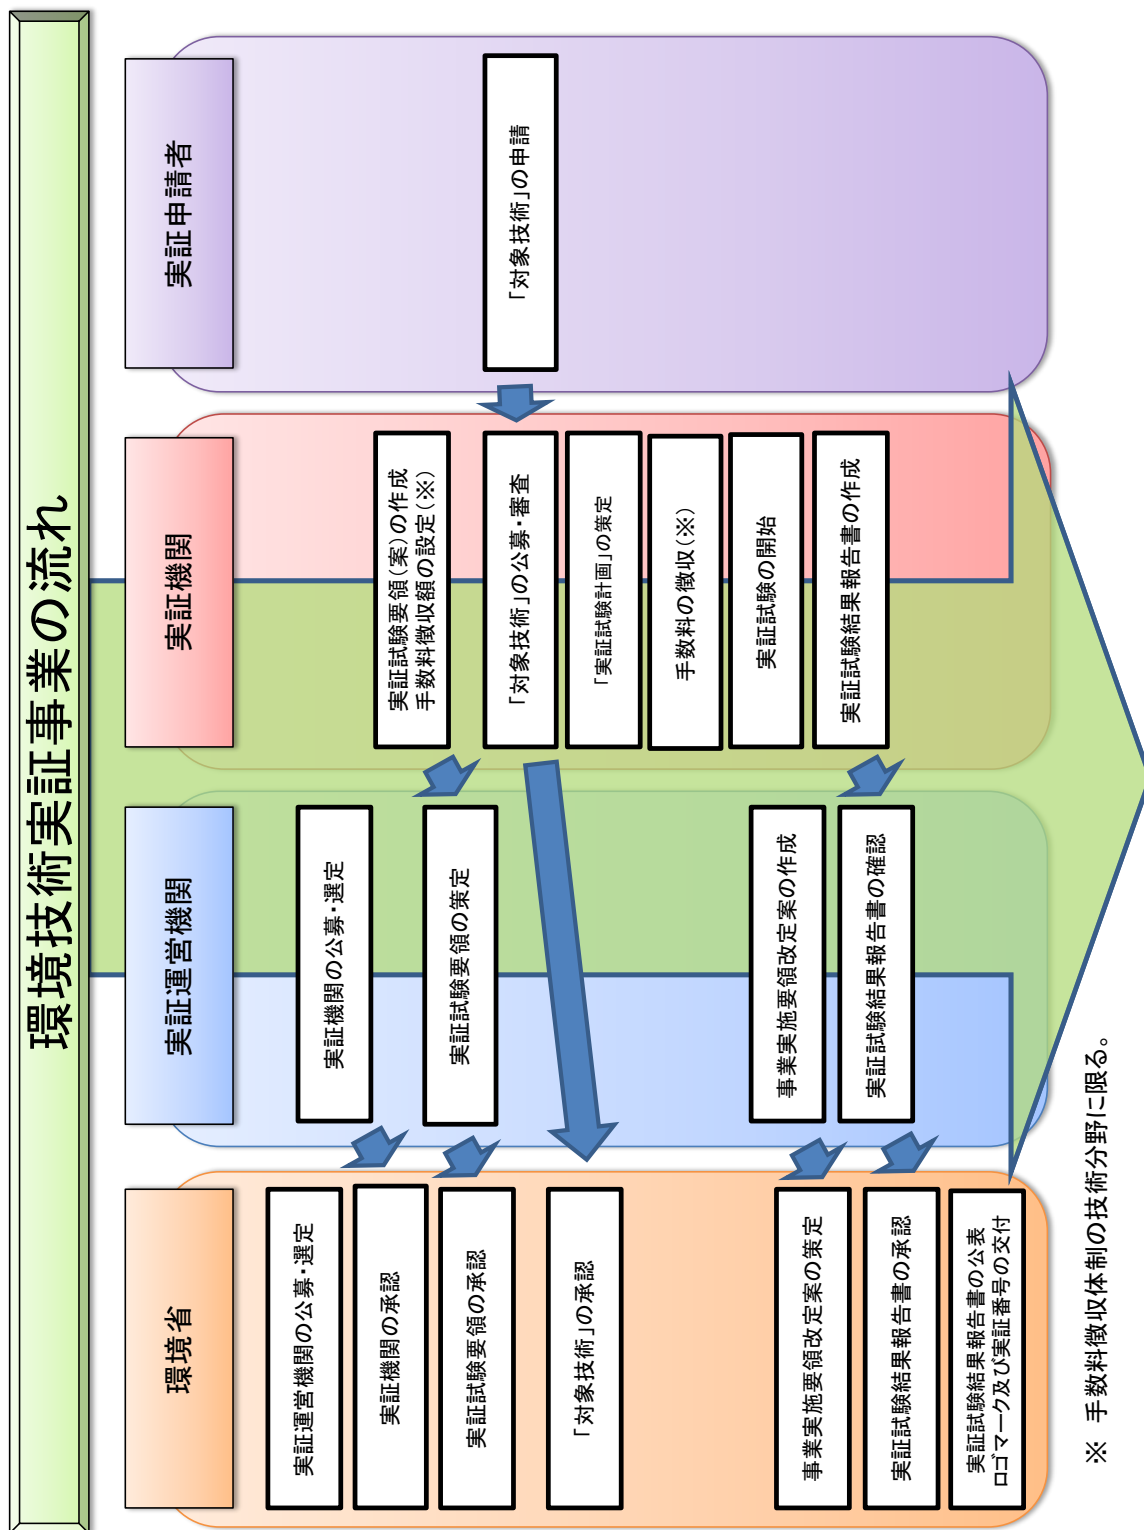 環境技術実証事業の流れ
環境省
実証運営機関の公募・選定
実証機関の承認
実証試験要領の承認
「対象技術」の承認
事業実施要領改定案の策定
実証試験結果報告書の承認
実証試験結果報告書の公表
ロゴマーク及び実証番号の交付
実証運営機関
実証機関の公募・選定
実証試験要領の策定
事業実施要領改定案の作成
実証試験結果報告書の確認
実証機関
実証試験要領(案)の作成
手数料徴収額の設定(※)
「対象技術」の公募・審査
「実証試験計画」の策定
手数料の徴収(※)
実証試験の開始
実証試験結果報告書の作成
実証申請者
「対象技術」の申請
※ 手数料徴収体制の技術分野に限る。